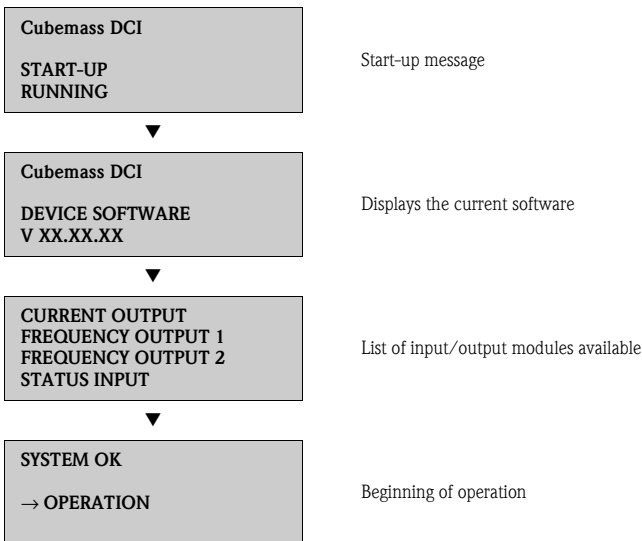 Cubemass DCI
START-UP
RUNNING
Start-up message
▼
Cubemass DCI
DEVICE SOFTWARE
V XX.XX.XX
Displays the current software
▼
CURRENT OUTPUT
FREQUENCY OUTPUT 1
FREQUENCY OUTPUT 2
STATUS INPUT
List of input/output modules available
▼
SYSTEM OK
→ OPERATION
Beginning of operation